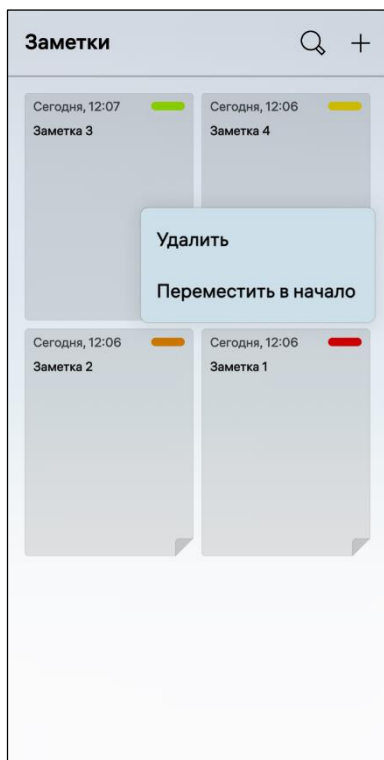 Заметки
Сегодня, 12:07
Заметка 3
Сегодня, 12:06
Заметка 4
Удалить
Переместить в начало
Сегодня, 12:06
Заметка 2
Сегодня, 12:06
Заметка 1